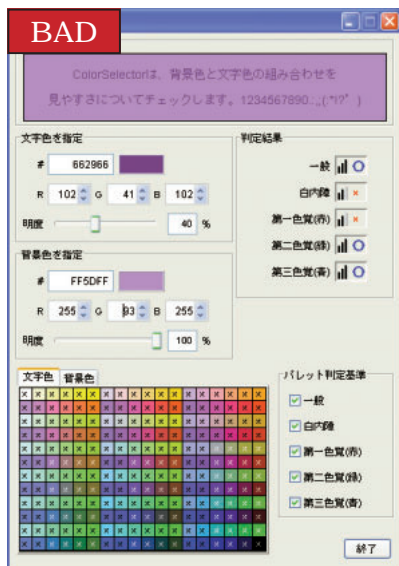 BAD
ColorSelectorは、背景色と文字色の組み合わせを
見やすさについてチェックします。1234567890.:,;(:*!?゛)
文字色を指定
# 662966
R 102 G 41 B 102
明度 40 %
背景色を指定
# FF5DFF
R 255 G 93 B 255
明度 100 %
判定結果
一般
白内障
第一色覚(赤)
第二色覚(緑)
第三色覚(青)
文字色 背景色
パレット判定基準
一般
白内障
第一色覚(赤)
第二色覚(緑)
第三色覚(青)
終了